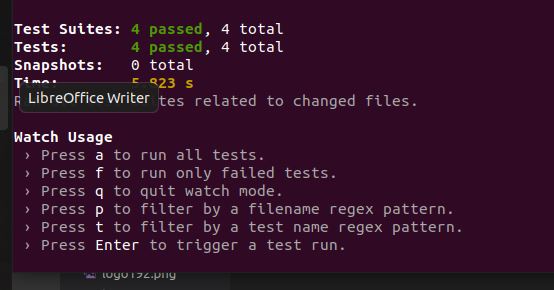 Test Suites: 4 passed, 4 total
Tests: 4 passed, 4 total
Snapshots: 0 total
Time: 5.823 s
LibreOffice Writer
related to changed files.
Watch Usage
› Press a to run all tests.
› Press f to run only failed tests.
› Press q to quit watch mode.
› Press p to filter by a filename regex pattern.
› Press t to filter by a test name regex pattern.
› Press Enter to trigger a test run.
logo192.png